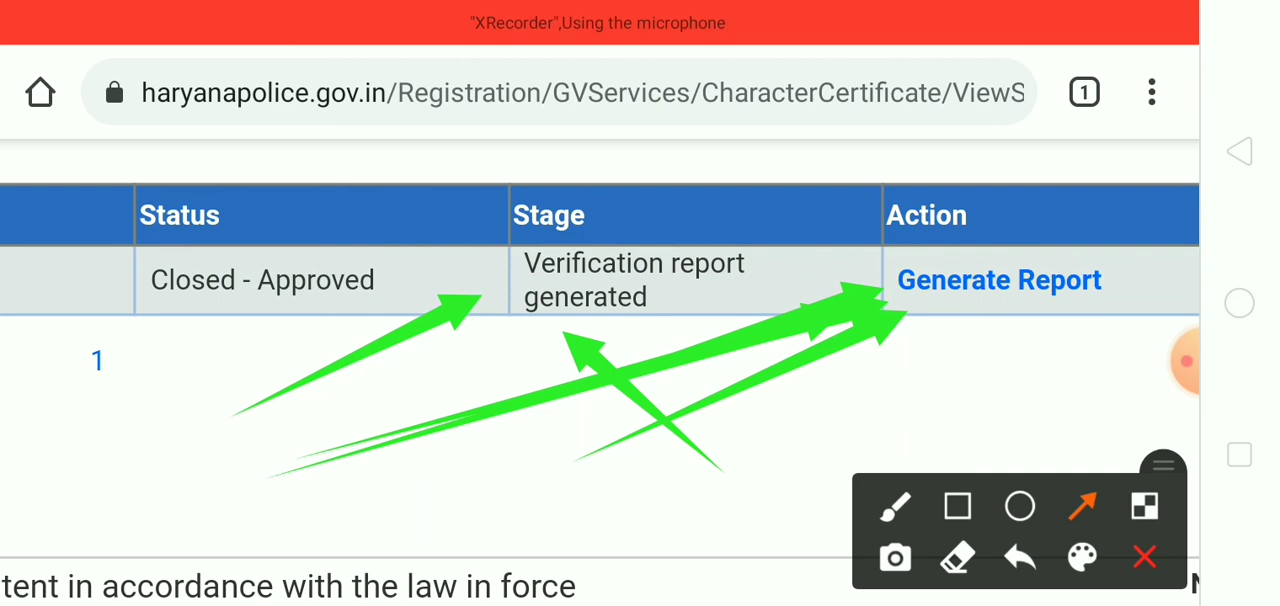 "XRecorder",Using the microphone
haryanapolice.gov.in/Registration/GVServices/CharacterCertificate/ViewS
1
Status
Stage
Action
Closed - Approved
Verification report
generated
Generate Report
1
tent in accordance with the law in force